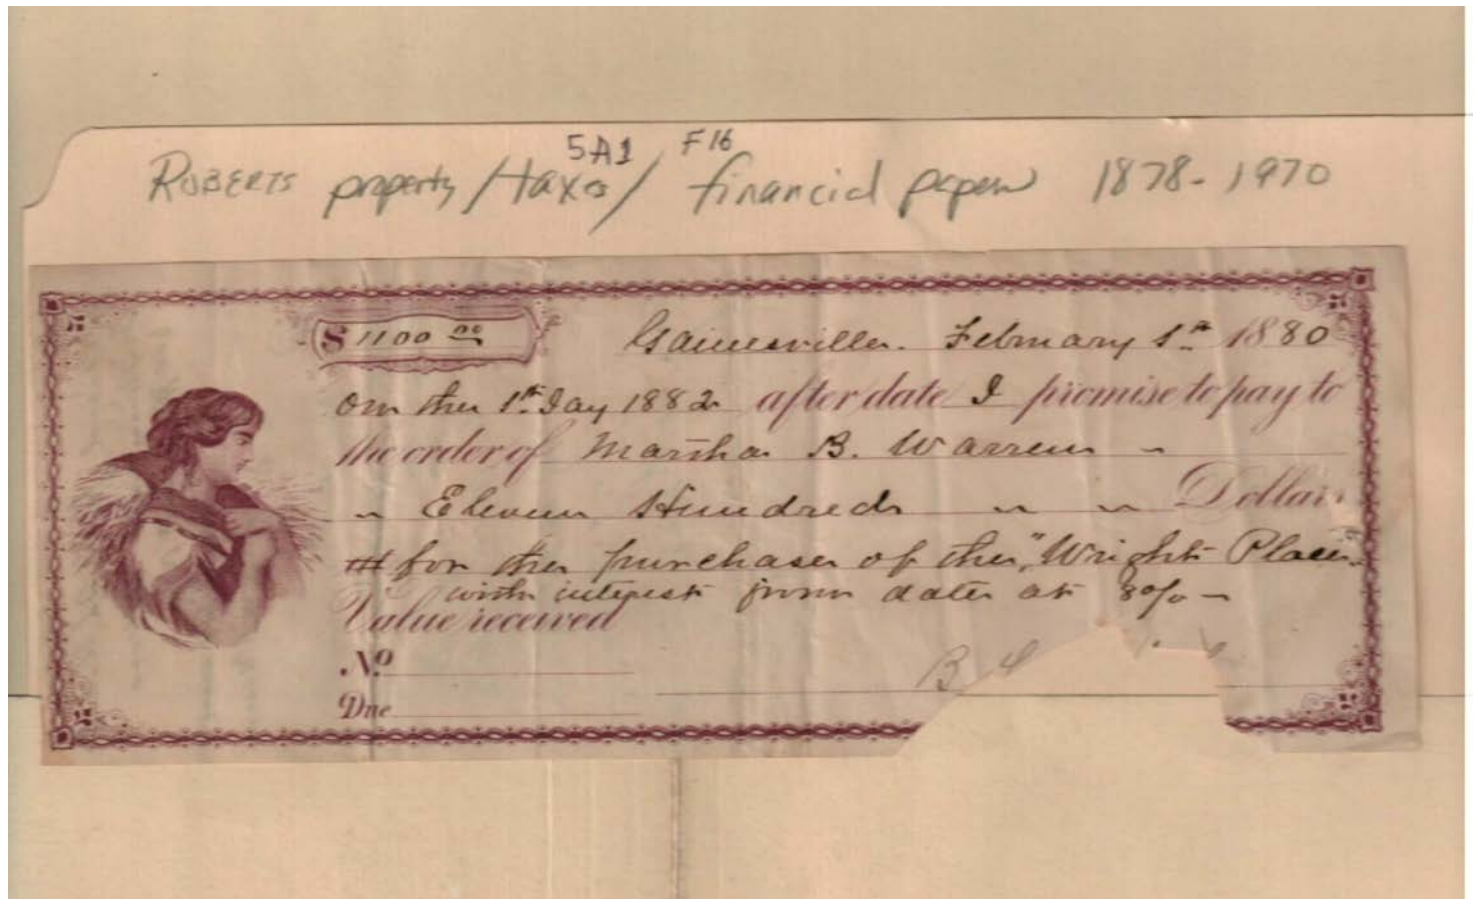 5A1 F16
ROBERTS property/taxes/ financial papers 1878-1970
$ 1100 00 Gainesville. February 1st 1880
On the 1st Day 1882 after date I promise to pay to
the order of Martha B. Warren
Eleven Hundred Dollars
for the purchase of the "Wright Place"
with interest from date at 8%
Value received
No.
B
Due